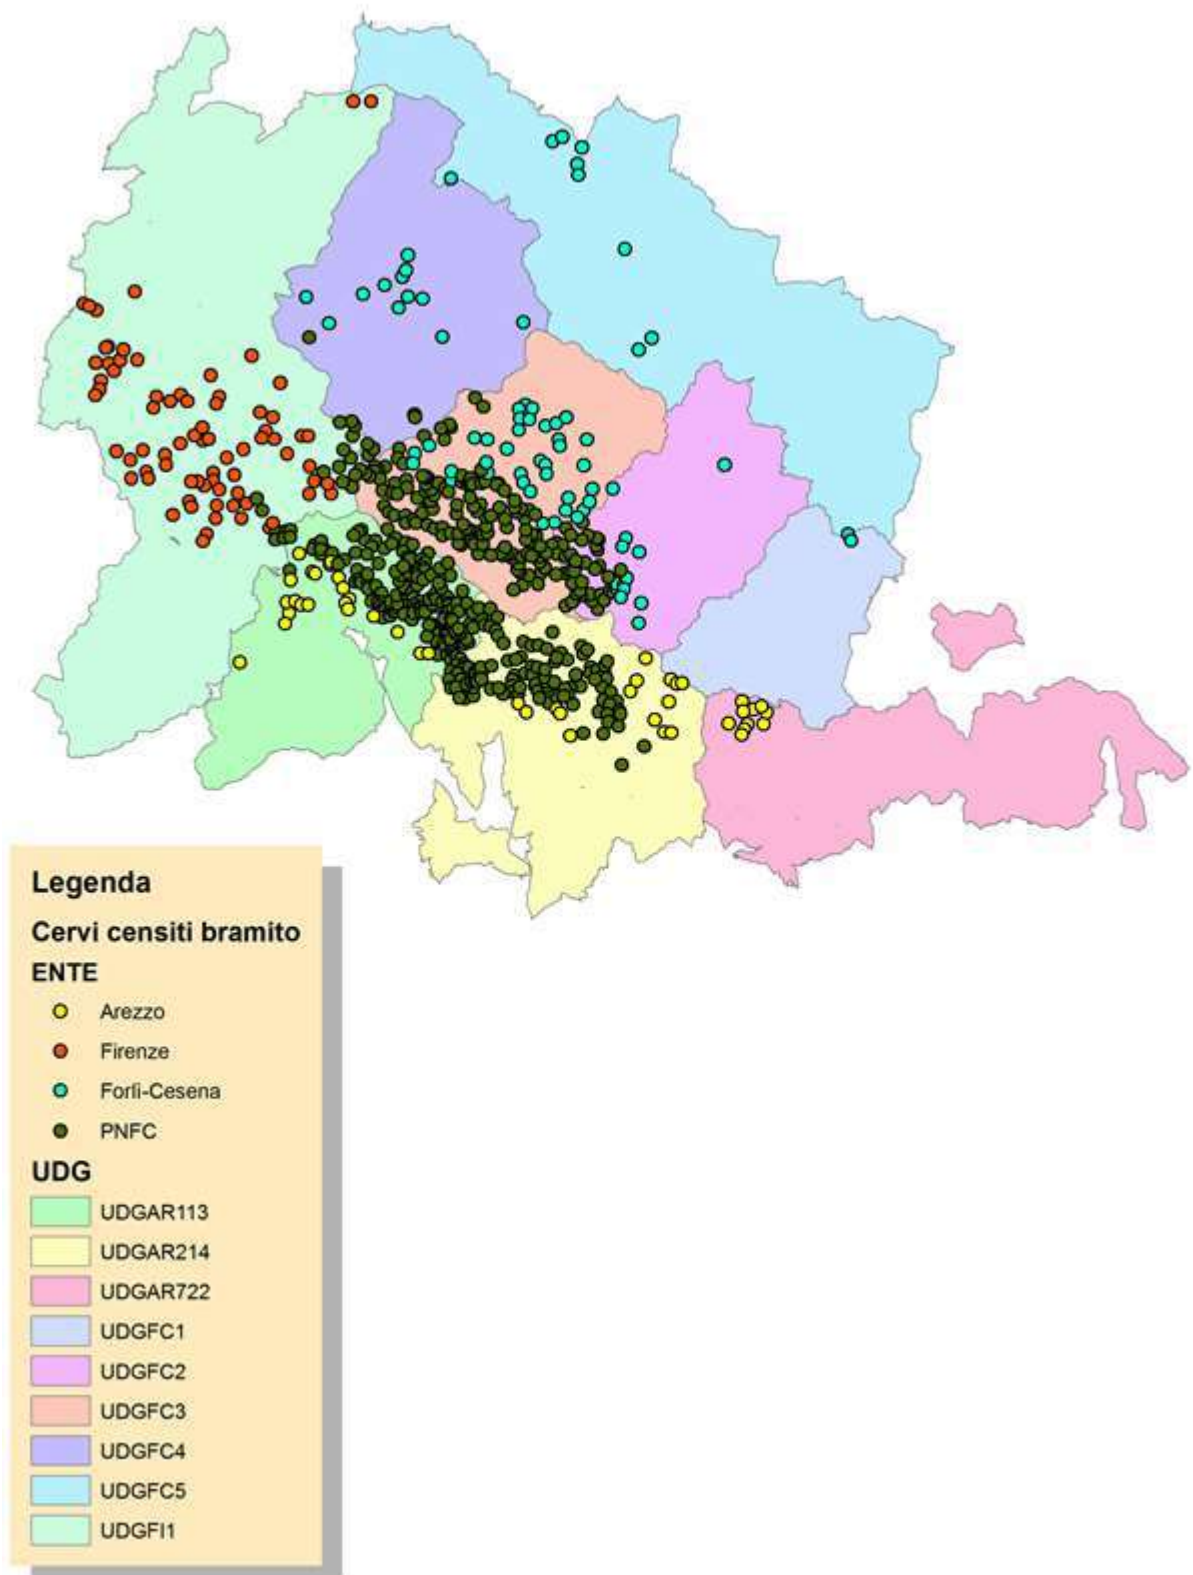 Legenda
Cervi censiti bramito
ENTE
Arezzo
Firenze
Forlì-Cesena
PNFC
UDG
UDGAR113
UDGAR214
UDGAR722
UDGFC1
UDGFC2
UDGFC3
UDGFC4
UDGFC5
UDGFI1